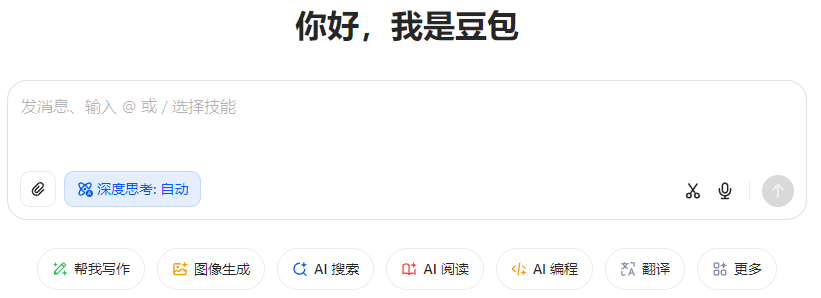 你好，我是豆包
发消息、输入 @ 或 / 选择技能
深度思考: 自动
帮我写作 图像生成 AI 搜索 AI 阅读 AI 编程 翻译 更多